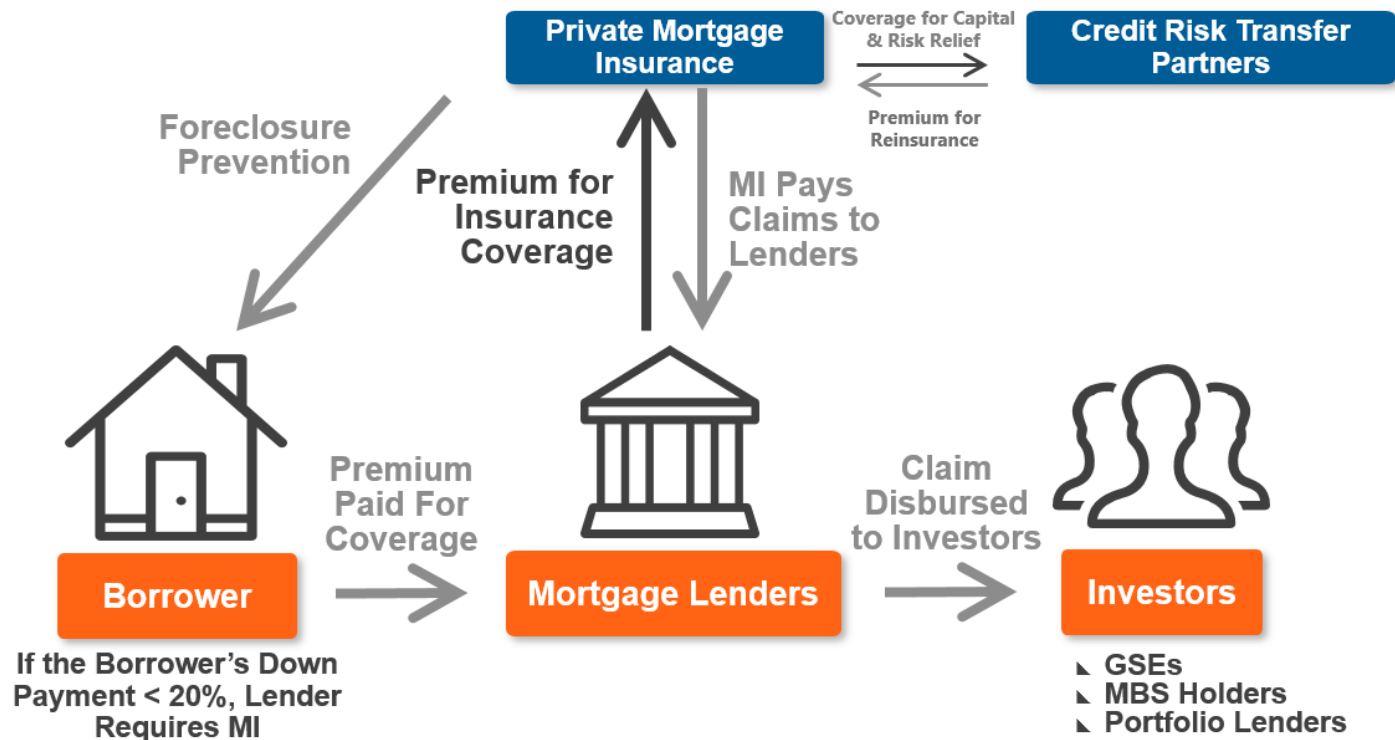 Private Mortgage
Insurance
Coverage for Capital
& Risk Relief
Credit Risk Transfer
Partners
Premium for
Reinsurance
Foreclosure
Prevention
Premium for
Insurance
Coverage
MI Pays
Claims to
Lenders
Premium
Paid For
Coverage
Claim
Disbursed
to Investors
Borrower
Mortgage Lenders
Investors
If the Borrower's Down
Payment < 20%, Lender
Requires MI
GSEs
MBS Holders
Portfolio Lenders